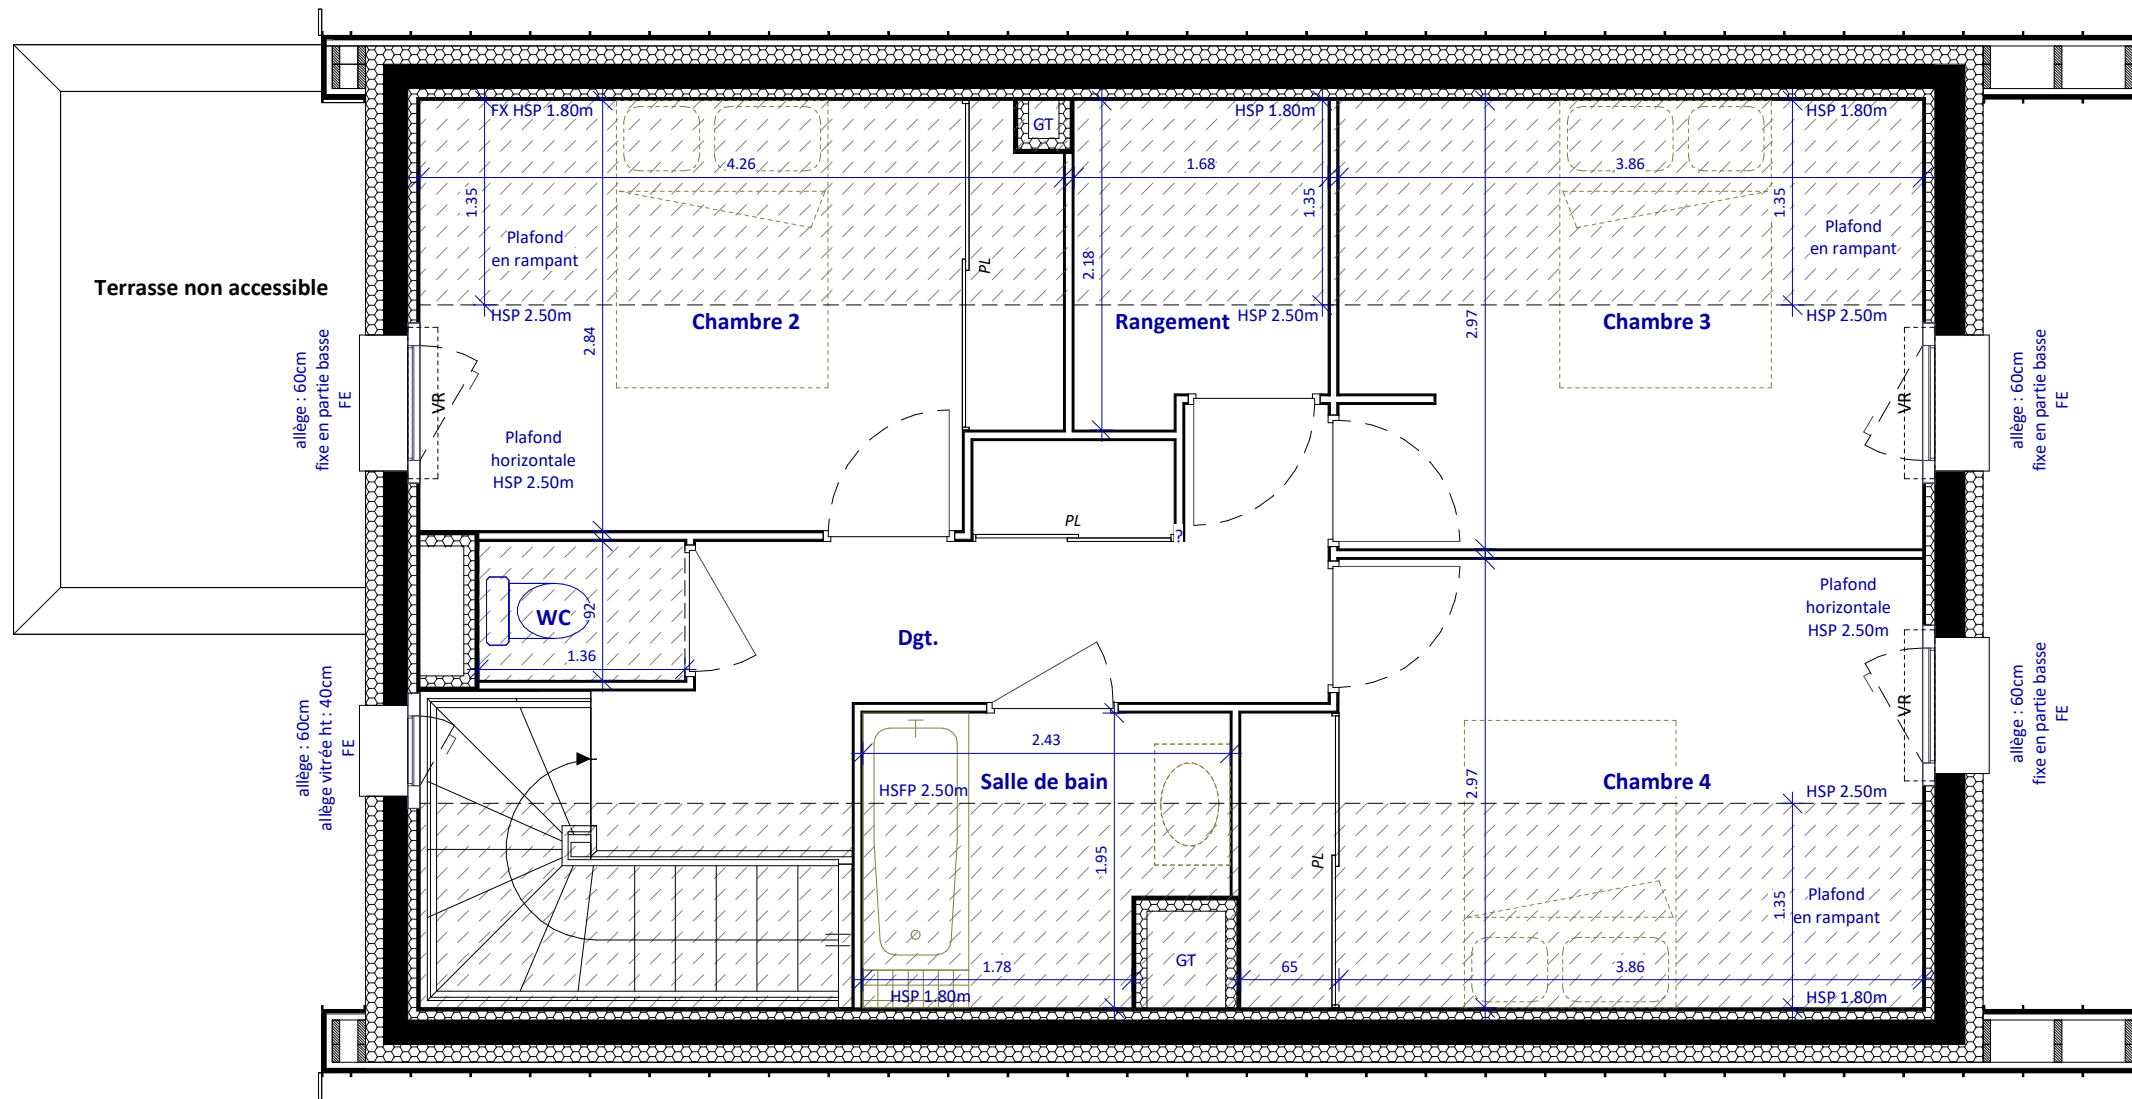 FX HSP 1.80m
GT
HSP 1.80m
HSP 1.80m
4.26
1.68
3.86
1.35
1.35
1.35
Plafond
en rampant
Plafond
en rampant
PL
2.18
Terrasse non accessible
HSP 2.50m
Chambre 2
Rangement
HSP 2.50m
Chambre 3
HSP 2.50m
2.84
2.97
allège : 60cm
fixe en partie basse
FE
VR
VR
allège : 60cm
fixe en partie basse
FE
Plafond
horizontale
HSP 2.50m
PL
?
WC
92
1.36
Dgt.
Plafond
horizontale
HSP 2.50m
allège : 60cm
allège vitrée ht : 40cm
FE
VR
allège : 60cm
fixe en partie basse
FE
2.43
HSFP 2.50m
Salle de bain
Chambre 4
2.97
HSP 2.50m
1.95
PL
1.35
Plafond
en rampant
GT
1.78
65
3.86
HSP 1.80m
HSP 1.80m